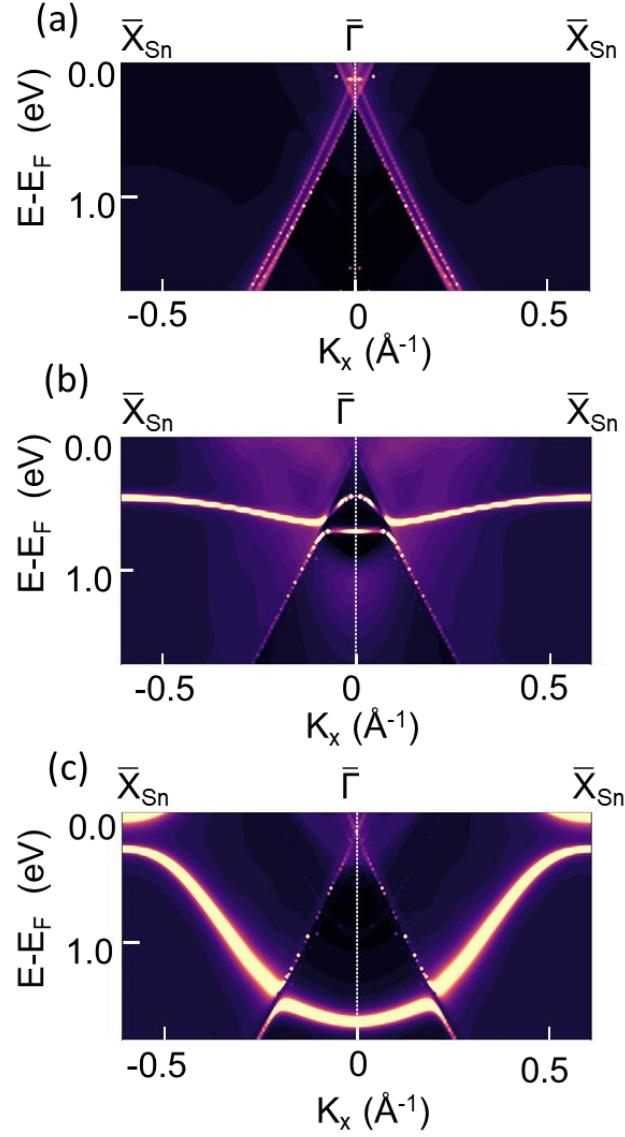 (a)
X̅Sn Γ̅ X̅Sn
0.0
1.0
E-EF (eV)
-0.5 0 0.5
Kx (Å-1)
(b)
X̅Sn Γ̅ X̅Sn
0.0
1.0
E-EF (eV)
-0.5 0 0.5
Kx (Å-1)
(c)
X̅Sn Γ̅ X̅Sn
0.0
1.0
E-EF (eV)
-0.5 0 0.5
Kx (Å-1)